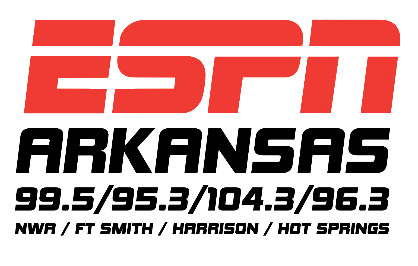 ESPN
ARKANSAS
99.5/95.3/104.3/96.3
NWA / FT SMITH / HARRISON / HOT SPRINGS